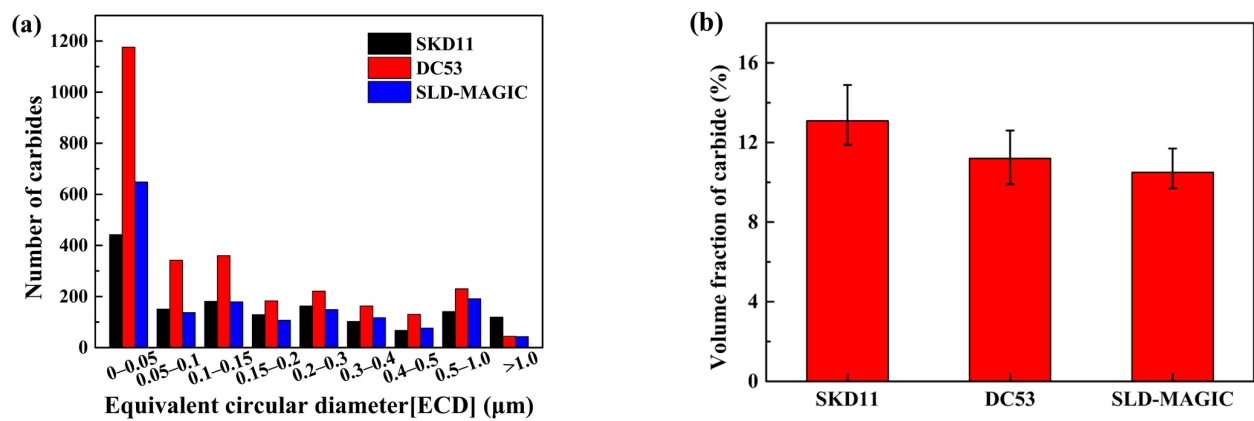 (a)
1200
1000
800
600
400
200
0
Number of carbides
SKD11
DC53
SLD-MAGIC
0–0.05
0.05–0.1
0.1–0.15
0.15–0.2
0.2–0.3
0.3–0.4
0.4–0.5
0.5–1.0
>1.0
Equivalent circular diameter[ECD] (μm)
(b)
16
12
8
4
0
Volume fraction of carbide (%)
SKD11
DC53
SLD-MAGIC